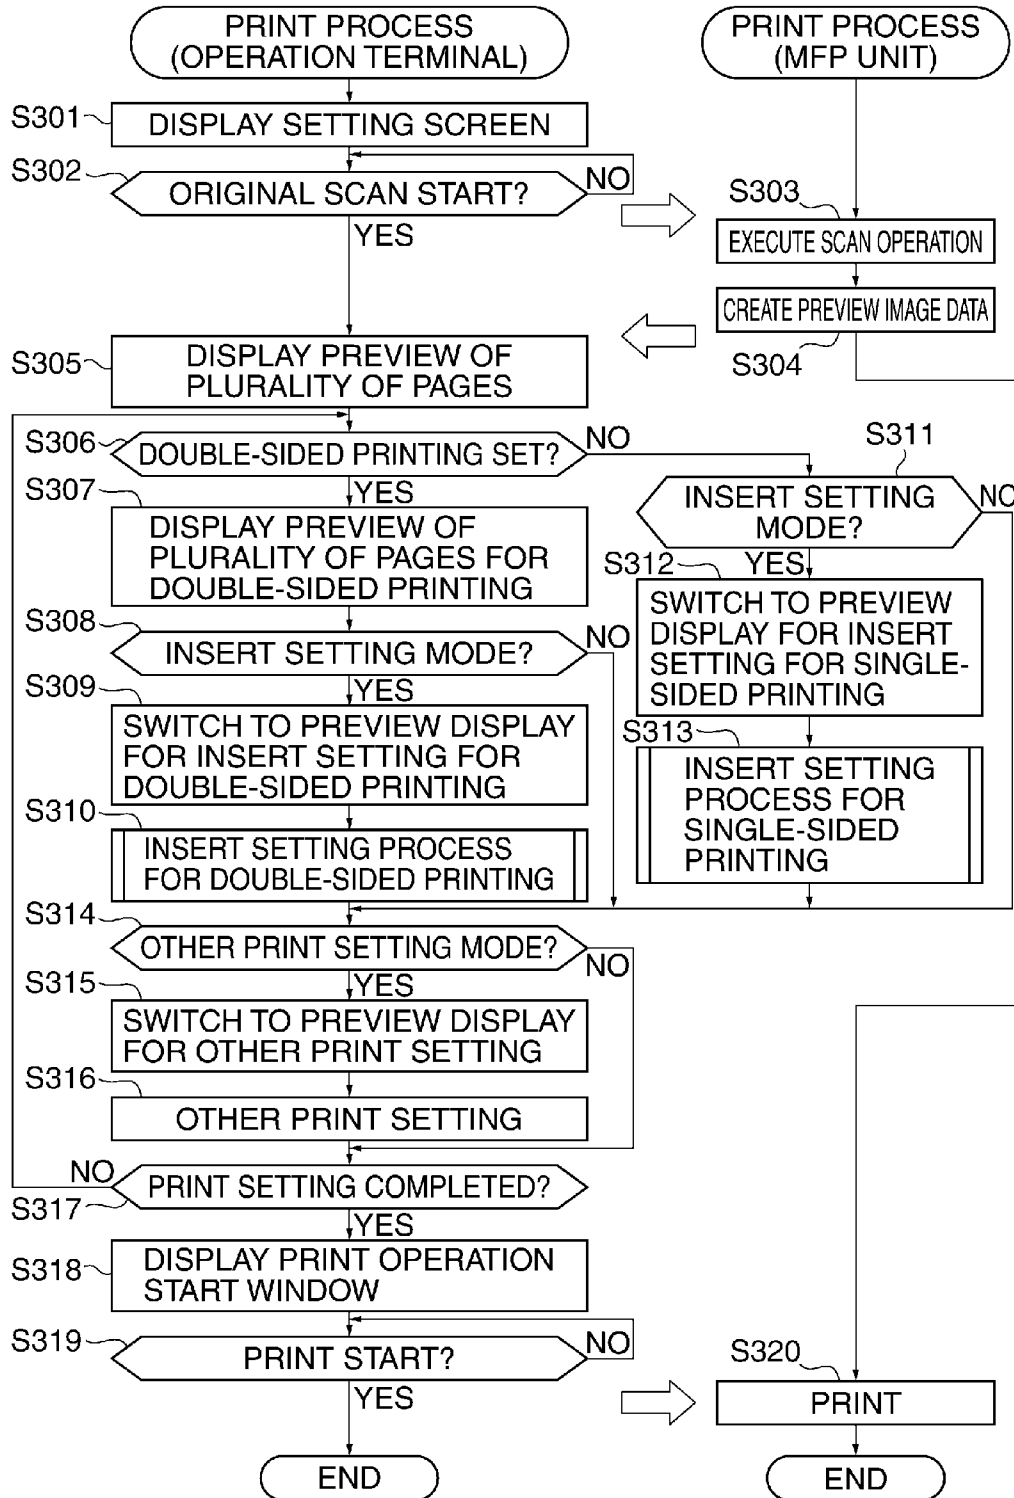 PRINT PROCESS
(OPERATION TERMINAL)
PRINT PROCESS
(MFP UNIT)
S301
DISPLAY SETTING SCREEN
S302
ORIGINAL SCAN START?
NO
YES
S303
EXECUTE SCAN OPERATION
CREATE PREVIEW IMAGE DATA
S304
S305
DISPLAY PREVIEW OF
PLURALITY OF PAGES
S306
DOUBLE-SIDED PRINTING SET?
NO
YES
S311
INSERT SETTING
MODE?
NO
YES
S307
DISPLAY PREVIEW OF
PLURALITY OF PAGES FOR
DOUBLE-SIDED PRINTING
S312
SWITCH TO PREVIEW
DISPLAY FOR INSERT
SETTING FOR SINGLE-
SIDED PRINTING
S308
INSERT SETTING MODE?
NO
YES
S309
SWITCH TO PREVIEW DISPLAY
FOR INSERT SETTING FOR
DOUBLE-SIDED PRINTING
S313
INSERT SETTING
PROCESS FOR
SINGLE-SIDED
PRINTING
S310
INSERT SETTING PROCESS
FOR DOUBLE-SIDED PRINTING
S314
OTHER PRINT SETTING MODE?
NO
YES
S315
SWITCH TO PREVIEW DISPLAY
FOR OTHER PRINT SETTING
S316
OTHER PRINT SETTING
NO
PRINT SETTING COMPLETED?
S317
YES
S318
DISPLAY PRINT OPERATION
START WINDOW
S319
PRINT START?
NO
YES
S320
PRINT
END
END